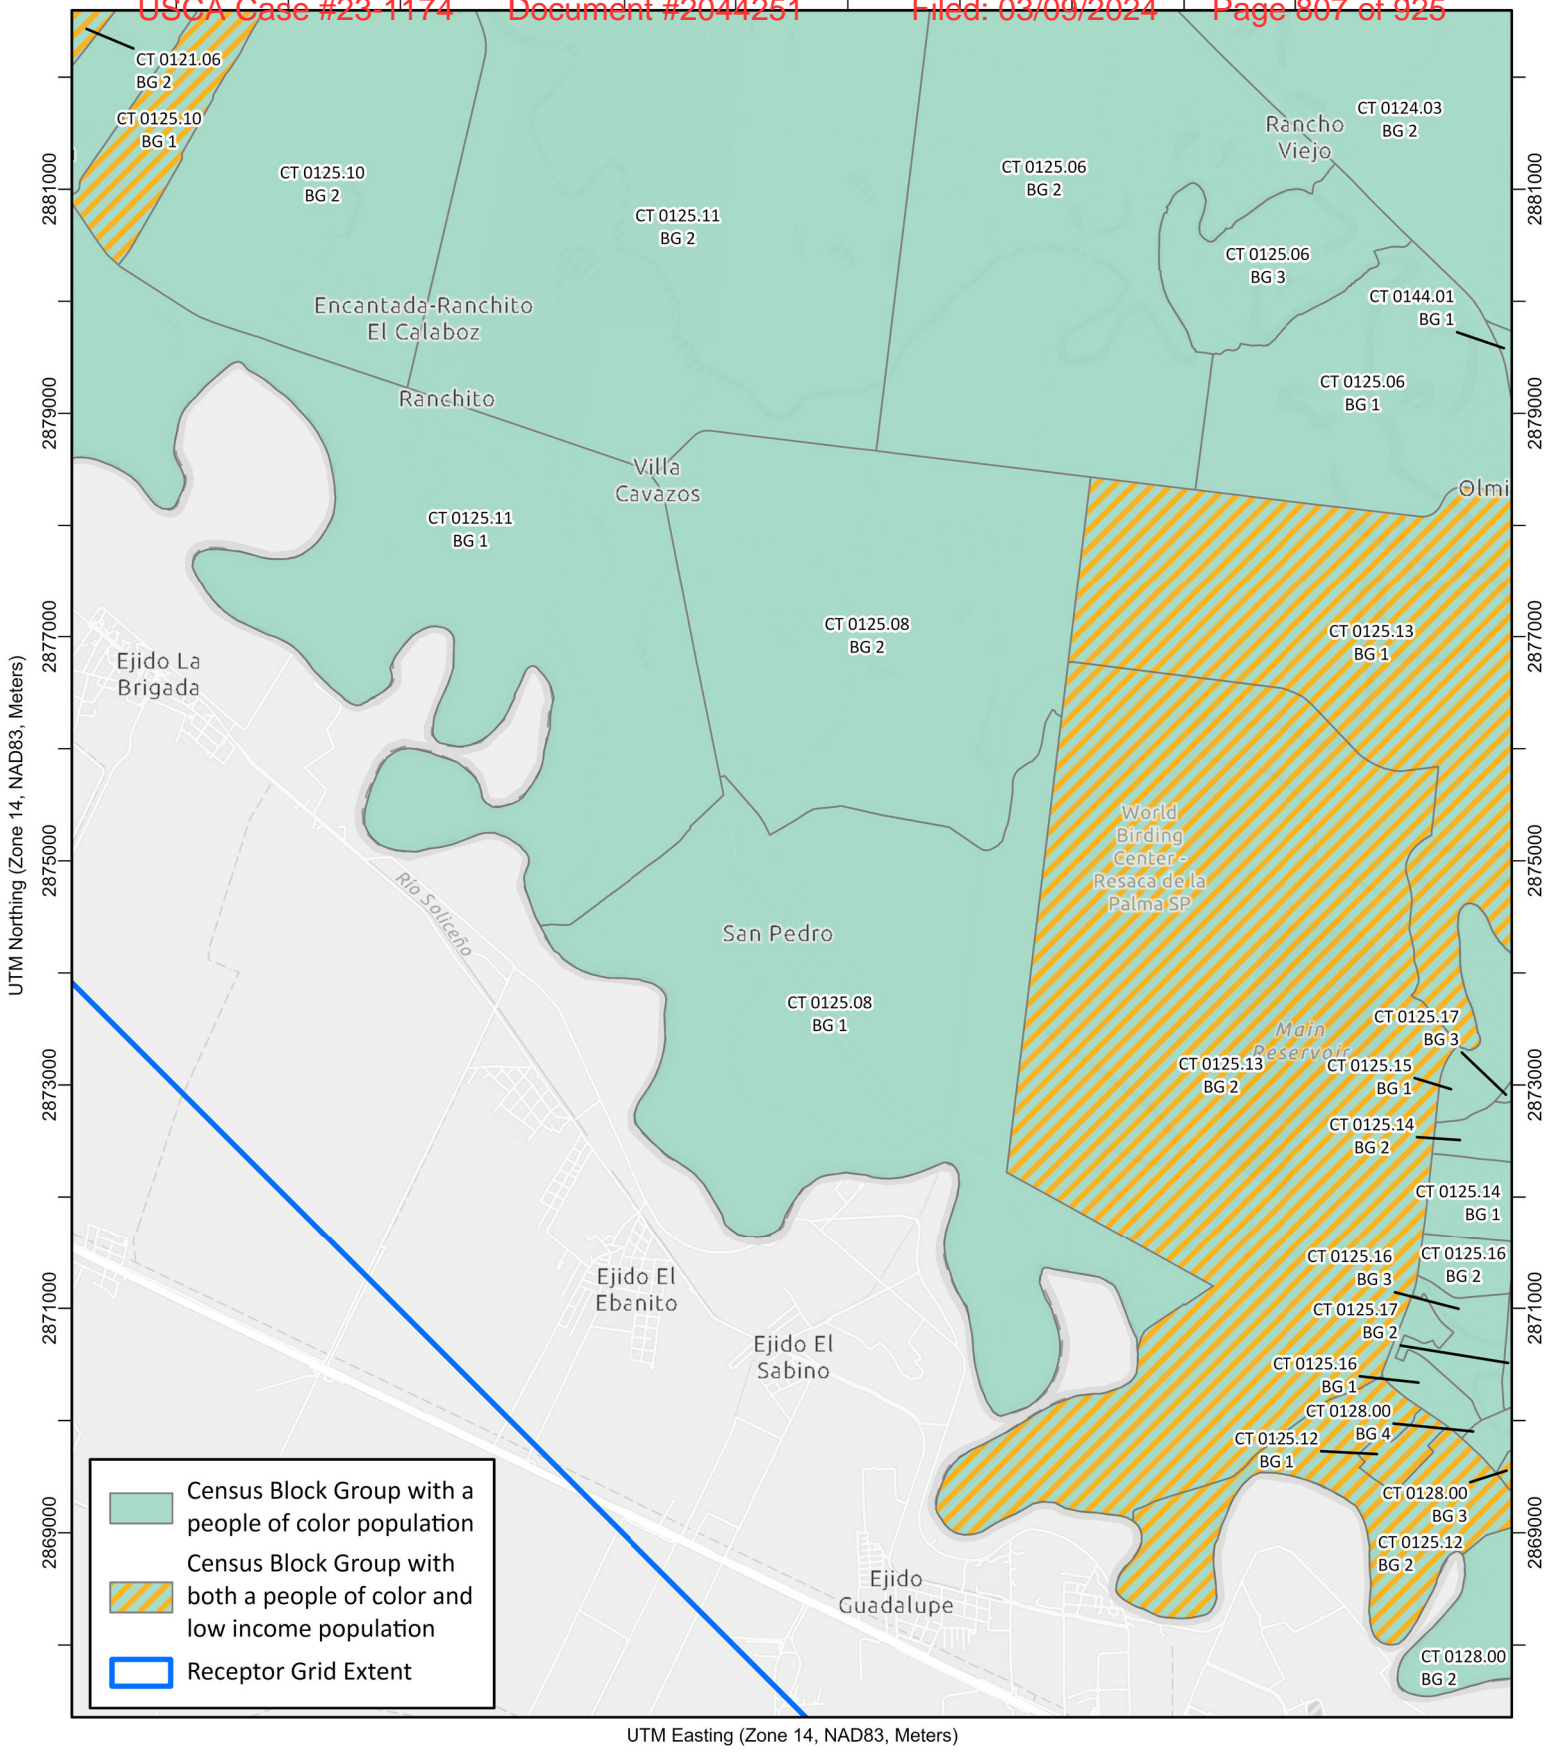 USCA Case #23-1174 Document #2044251 Filed: 03/09/2024 Page 807 of 925
CT 0121.06
BG 2
CT 0125.10
BG 1
CT 0125.10
BG 2
CT 0125.11
BG 2
CT 0125.06
BG 2
Rancho
Viejo
CT 0124.03
BG 2
CT 0125.06
BG 3
CT 0144.01
BG 1
CT 0125.06
BG 1
Encantada-Ranchito
El Calaboz
Ranchito
Villa
Cavazos
Olmi
CT 0125.11
BG 1
CT 0125.08
BG 2
CT 0125.13
BG 1
Ejido La
Brigada
World
Birding
Center -
Resaca de la
Palma SP
Río Soliceño
San Pedro
CT 0125.08
BG 1
Main
Reservoir
CT 0125.13
BG 2
CT 0125.17
BG 3
CT 0125.15
BG 1
CT 0125.14
BG 2
CT 0125.14
BG 1
CT 0125.16
BG 3
CT 0125.16
BG 2
CT 0125.17
BG 2
CT 0125.16
BG 1
CT 0128.00
BG 4
CT 0125.12
BG 1
CT 0128.00
BG 3
CT 0125.12
BG 2
CT 0128.00
BG 2
Ejido El
Ebanito
Ejido El
Sabino
Ejido
Guadalupe
Census Block Group with a
people of color population
Census Block Group with
both a people of color and
low income population
Receptor Grid Extent
UTM Northing (Zone 14, NAD83, Meters)
2881000
2879000
2877000
2875000
2873000
2871000
2869000
2881000
2879000
2877000
2875000
2873000
2871000
2869000
UTM Easting (Zone 14, NAD83, Meters)